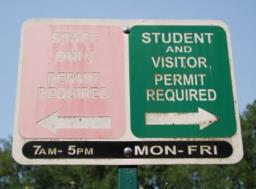 STAFF
ONLY
PERMIT
REQUIRED
STUDENT
AND
VISITOR
PERMIT
REQUIRED
7AM-5PM
MON-FRI